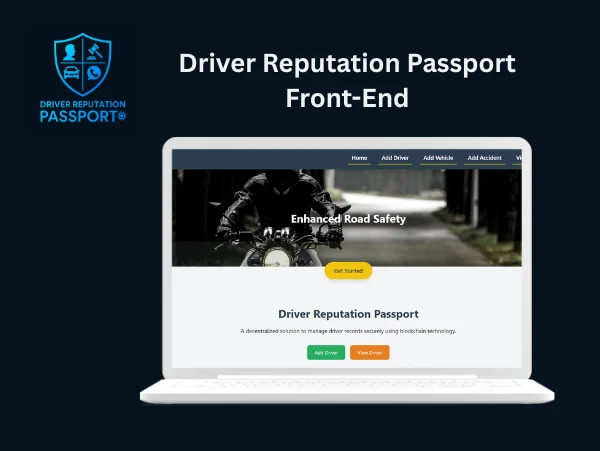 Driver Reputation Passport
Front-End
DRIVER REPUTATION
PASSPORT®
Home Add Driver Add Vehicle Add Accident
Enhanced Road Safety
Get Started
Driver Reputation Passport
A decentralized solution to manage driver records securely using blockchain technology.
Add Driver View Driver